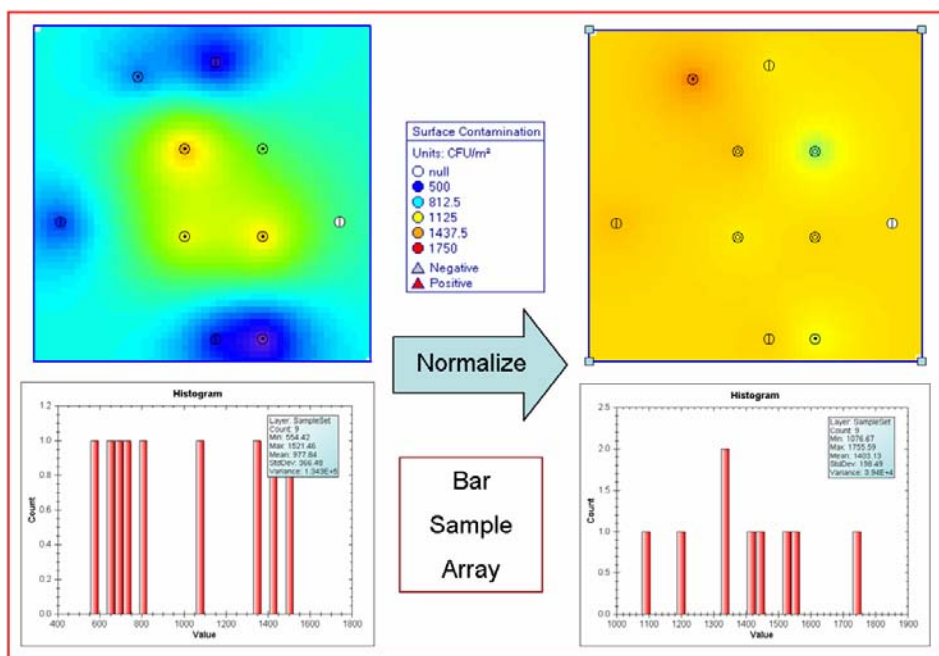 Surface Contamination
Units: CFU/m²
null
500
812.5
1125
1437.5
1750
Negative
Positive
Normalize
Bar
Sample
Array
Histogram
Count
1.2
1.0
0.8
0.6
0.4
0.2
0.0
400 600 800 1000 1200 1400 1600 1800
Value
Layer: SampleSet
Count: 9
Min: 554.42
Max: 1521.46
Mean: 977.84
StdDev: 366.48
Variance: 1.343E+5
Histogram
Count
2.5
2.0
1.5
1.0
0.5
0.0
1000 1100 1200 1300 1400 1500 1600 1700 1800 1900
Value
Layer: SampleSet
Count: 9
Min: 1076.67
Max: 1755.59
Mean: 1403.13
StdDev: 198.49
Variance: 3.94E+4